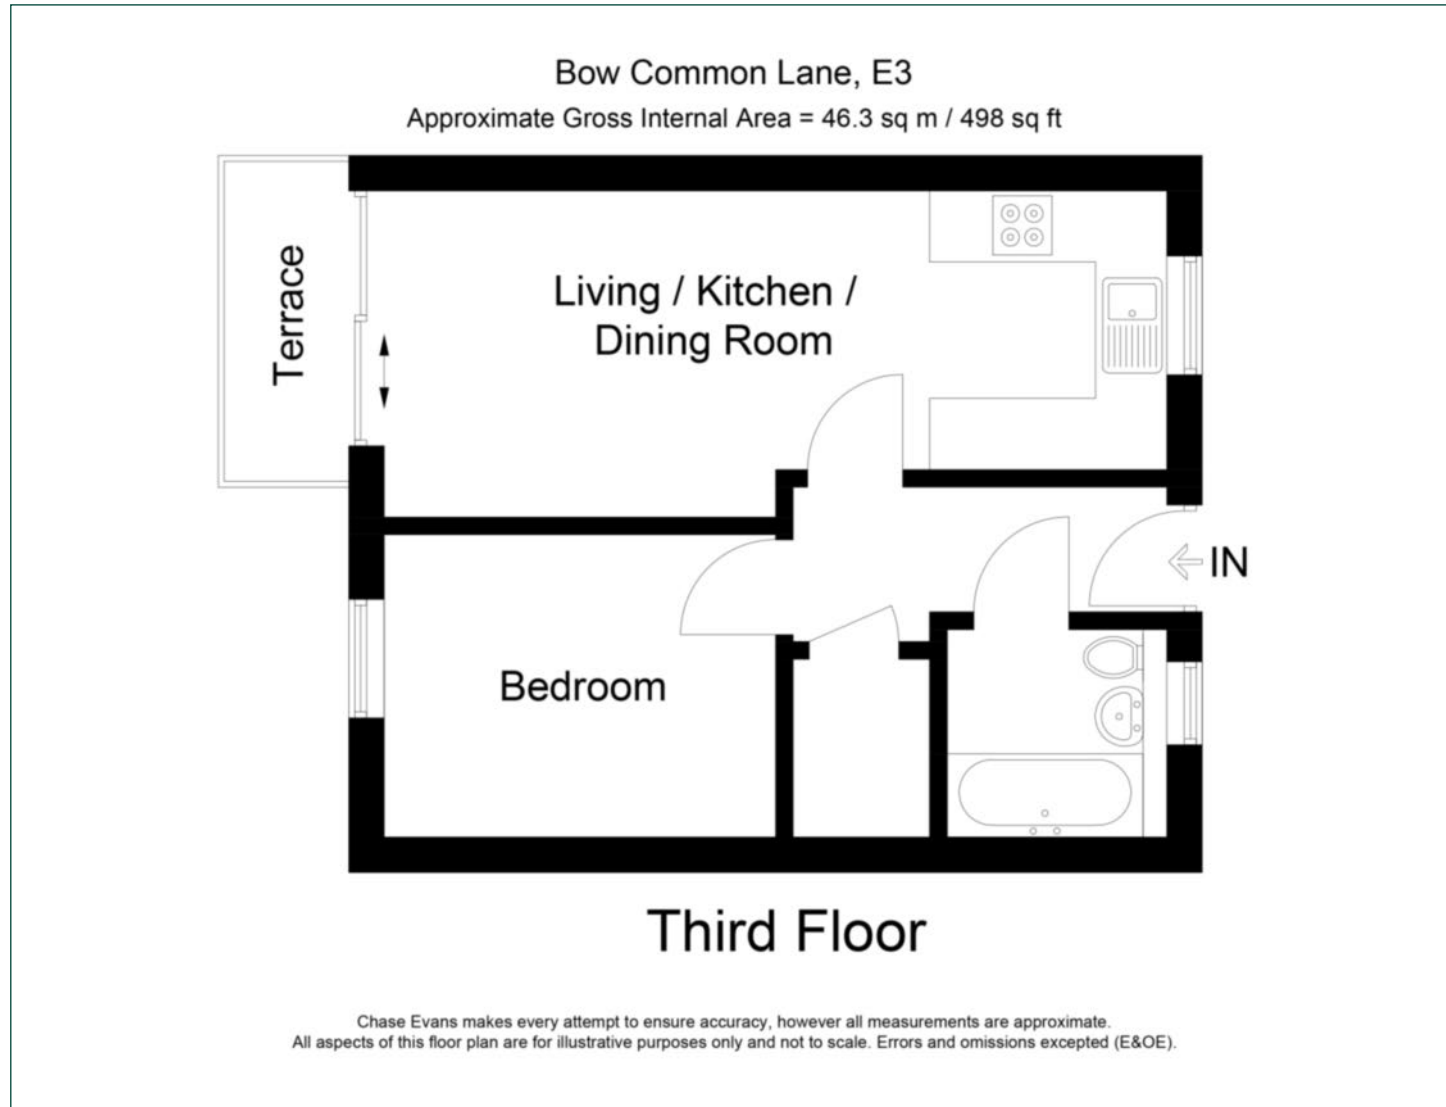 Bow Common Lane, E3
Approximate Gross Internal Area = 46.3 sq m / 498 sq ft
Terrace
Living / Kitchen /
Dining Room
IN
Bedroom
Third Floor
Chase Evans makes every attempt to ensure accuracy, however all measurements are approximate.
All aspects of this floor plan are for illustrative purposes only and not to scale. Errors and omissions excepted (E&OE).